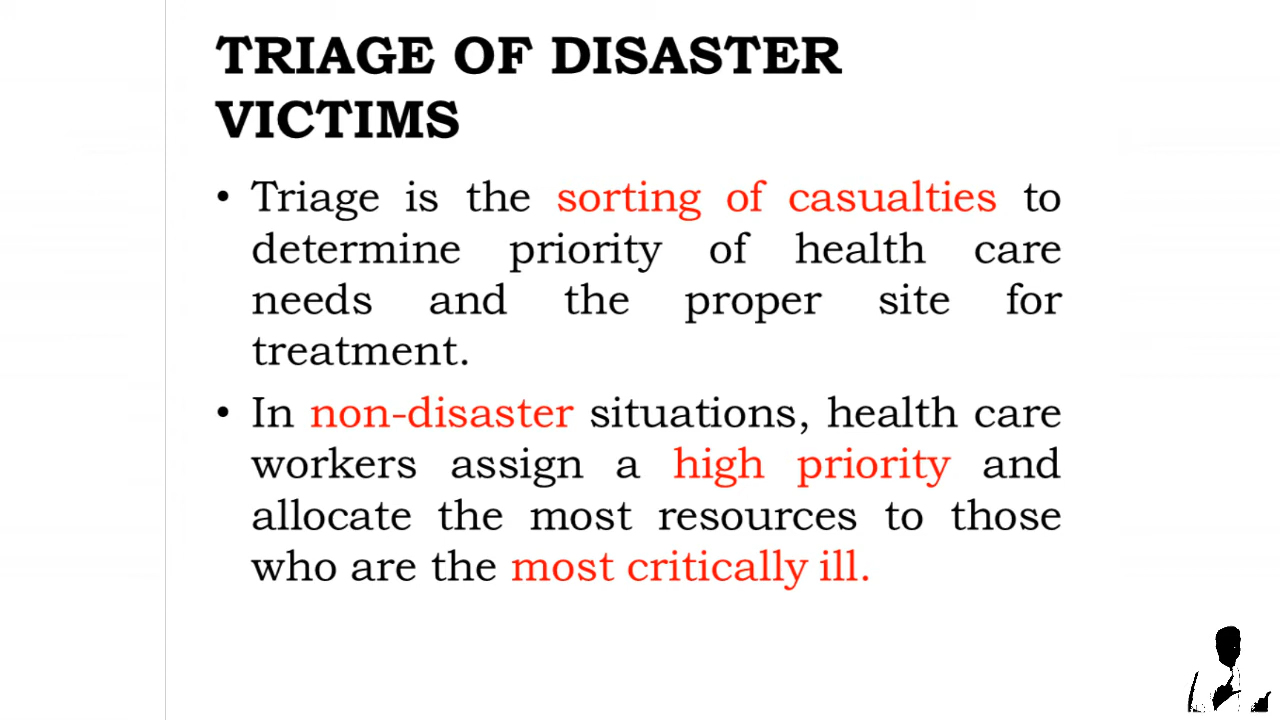 TRIAGE OF DISASTER
VICTIMS
• Triage is the sorting of casualties to
determine priority of health care
needs and the proper site for
treatment.
• In non-disaster situations, health care
workers assign a high priority and
allocate the most resources to those
who are the most critically ill.